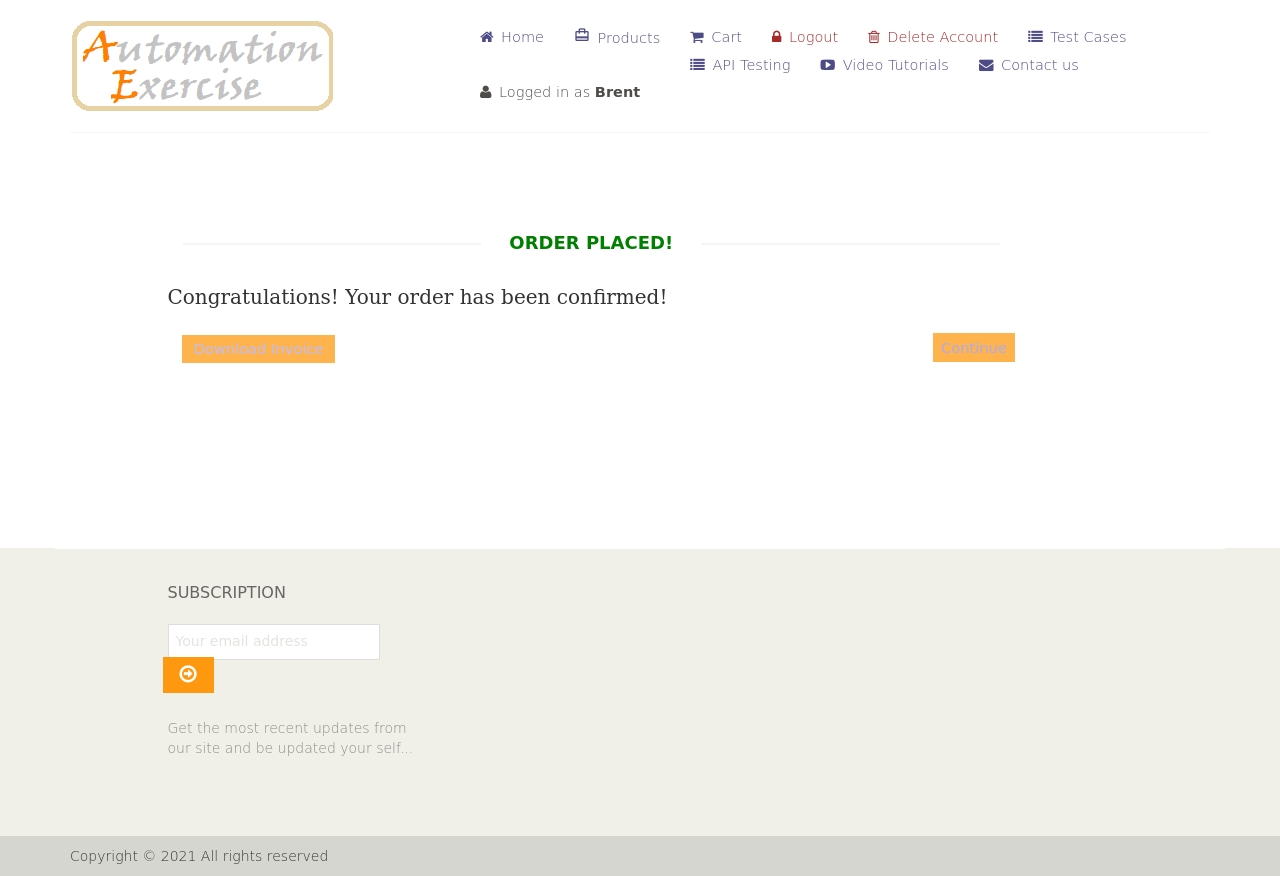 Automation
Exercise
Home
Products
Cart
Logout
Delete Account
Test Cases
API Testing
Video Tutorials
Contact us
Logged in as Brent
ORDER PLACED!
Congratulations! Your order has been confirmed!
Download Invoice
Continue
SUBSCRIPTION
Your email address
Get the most recent updates from
our site and be updated your self...
Copyright © 2021 All rights reserved